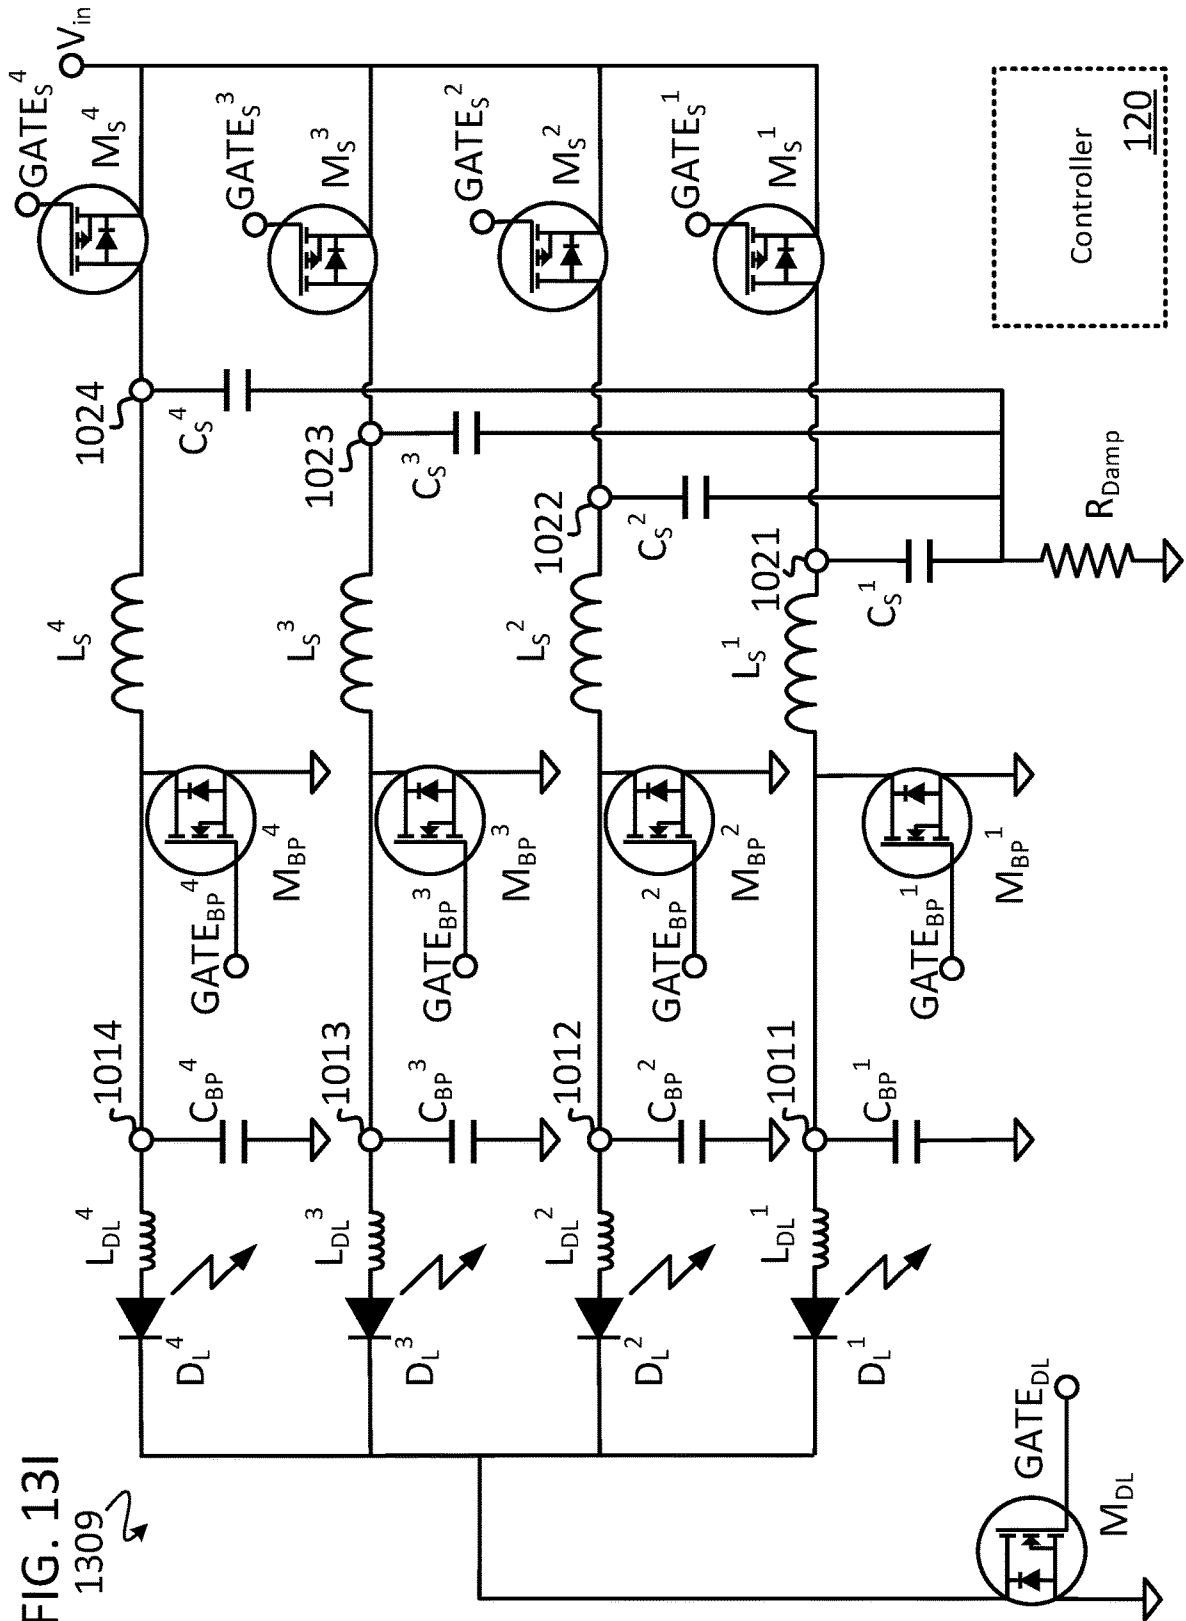 FIG. 13I
1309
V_in
GATE_S^4
M_S^4
GATE_S^3
M_S^3
GATE_S^2
M_S^2
GATE_S^1
M_S^1
Controller
120
1024
C_S^4
1023
C_S^3
1022
C_S^2
1021
C_S^1
R_Damp
L_S^4
L_S^3
L_S^2
L_S^1
M_BP^4
GATE_BP^4
M_BP^3
GATE_BP^3
M_BP^2
GATE_BP^2
M_BP^1
GATE_BP^1
1014
C_BP^4
1013
C_BP^3
1012
C_BP^2
1011
C_BP^1
L_DL^4
L_DL^3
L_DL^2
L_DL^1
D_L^4
D_L^3
D_L^2
D_L^1
GATE_DL
M_DL